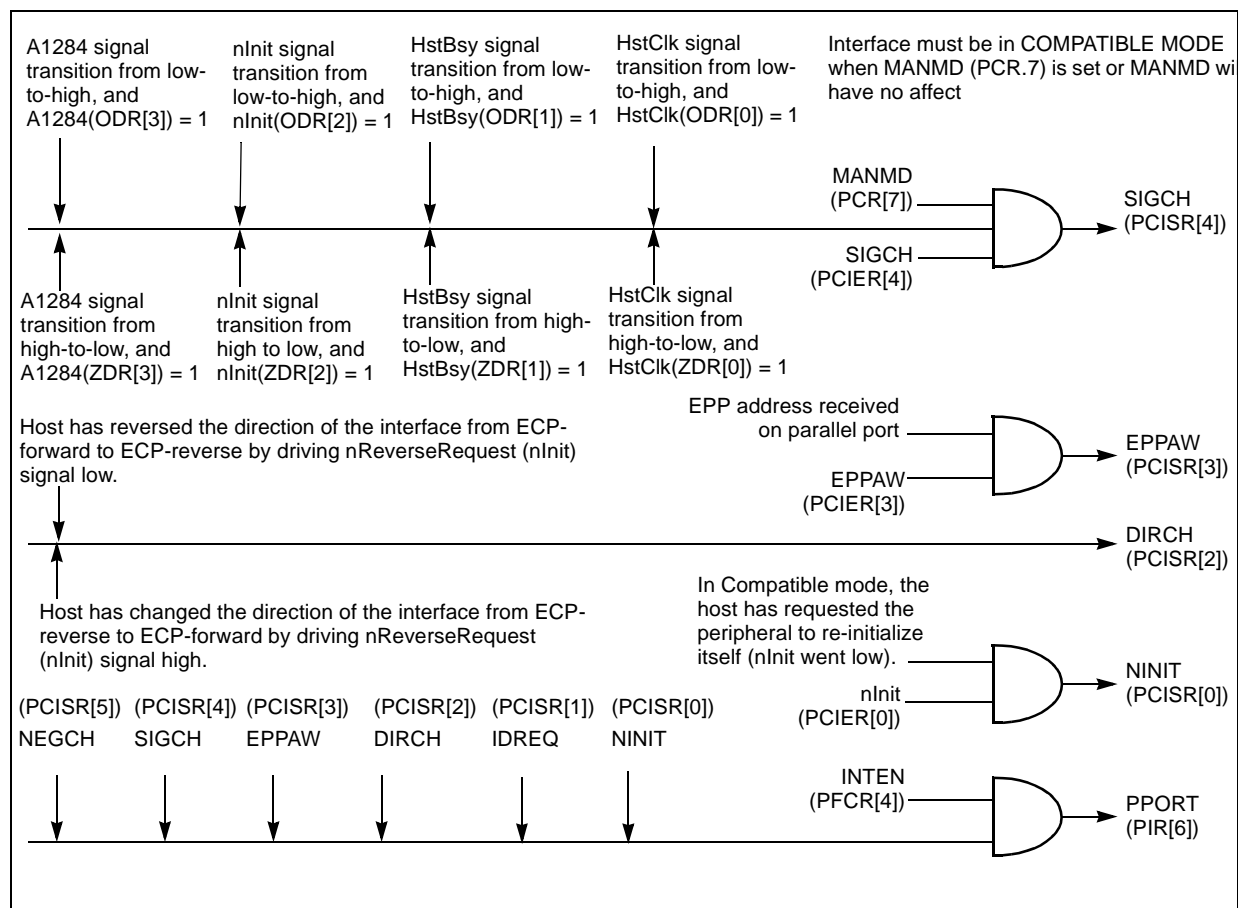 A1284 signal
transition from low-
to-high, and
A1284(ODR[3]) = 1
nInit signal
transition from
low-to-high, and
nInit(ODR[2]) = 1
HstBsy signal
transition from low-
to-high, and
HstBsy(ODR[1]) = 1
HstClk signal
transition from low-
to-high, and
HstClk(ODR[0]) = 1
Interface must be in COMPATIBLE MODE
when MANMD (PCR.7) is set or MANMD wi
have no affect
MANMD
(PCR[7])
SIGCH
(PCIER[4])
SIGCH
(PCISR[4])
A1284 signal
transition from
high-to-low, and
A1284(ZDR[3]) = 1
nInit signal
transition from
high to low, and
nInit(ZDR[2]) = 1
HstBsy signal
transition from high-
to-low, and
HstBsy(ZDR[1]) = 1
HstClk signal
transition from
high-to-low, and
HstClk(ZDR[0]) = 1
EPP address received
on parallel port
EPPAW
(PCIER[3])
EPPAW
(PCISR[3])
Host has reversed the direction of the interface from ECP-
forward to ECP-reverse by driving nReverseRequest (nInit)
signal low.
DIRCH
(PCISR[2])
Host has changed the direction of the interface from ECP-
reverse to ECP-forward by driving nReverseRequest
(nInit) signal high.
In Compatible mode, the
host has requested the
peripheral to re-initialize
itself (nInit went low).
nInit
(PCIER[0])
NINIT
(PCISR[0])
(PCISR[5]) (PCISR[4]) (PCISR[3]) (PCISR[2]) (PCISR[1]) (PCISR[0])
NEGCH SIGCH EPPAW DIRCH IDREQ NINIT
INTEN
(PFCR[4])
PPORT
(PIR[6])